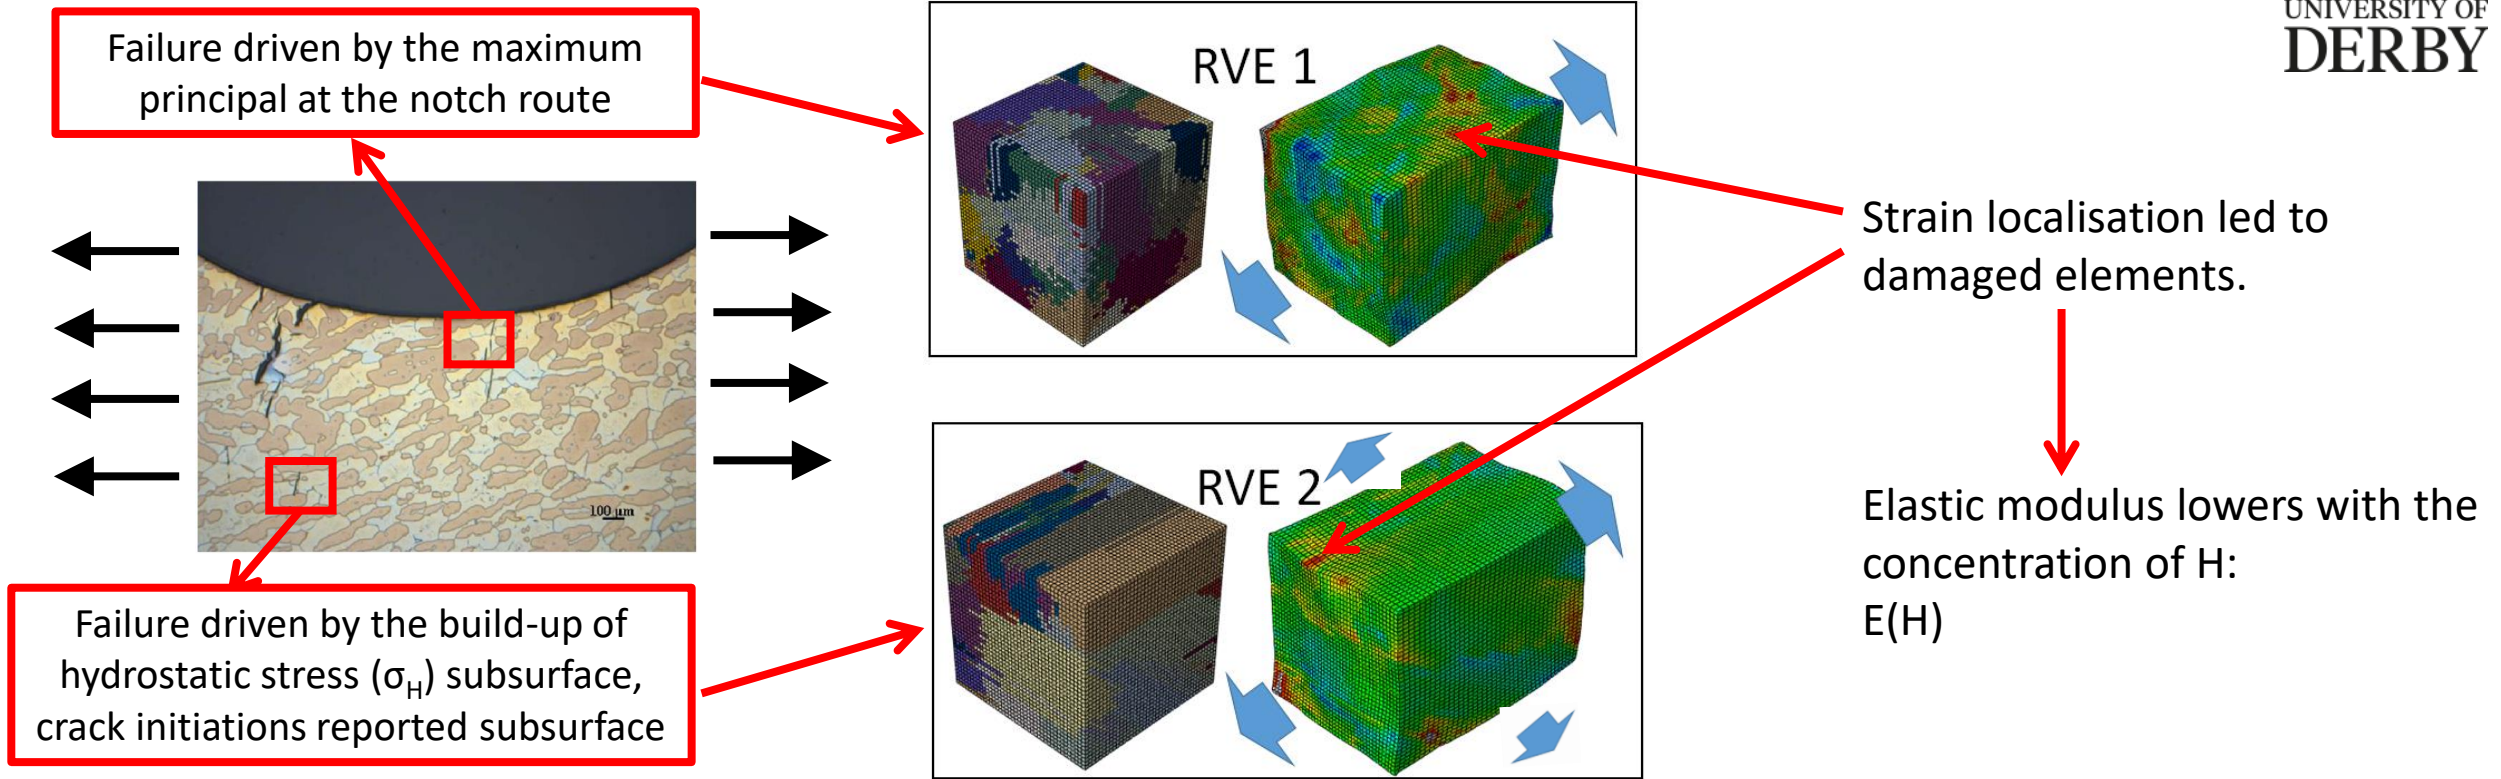 UNIVERSITY OF
DERBY
Failure driven by the maximum
principal at the notch route
RVE 1
Strain localisation led to
damaged elements.
RVE 2
100 µm
Elastic modulus lowers with the
concentration of H:
E(H)
Failure driven by the build-up of
hydrostatic stress (σH) subsurface,
crack initiations reported subsurface